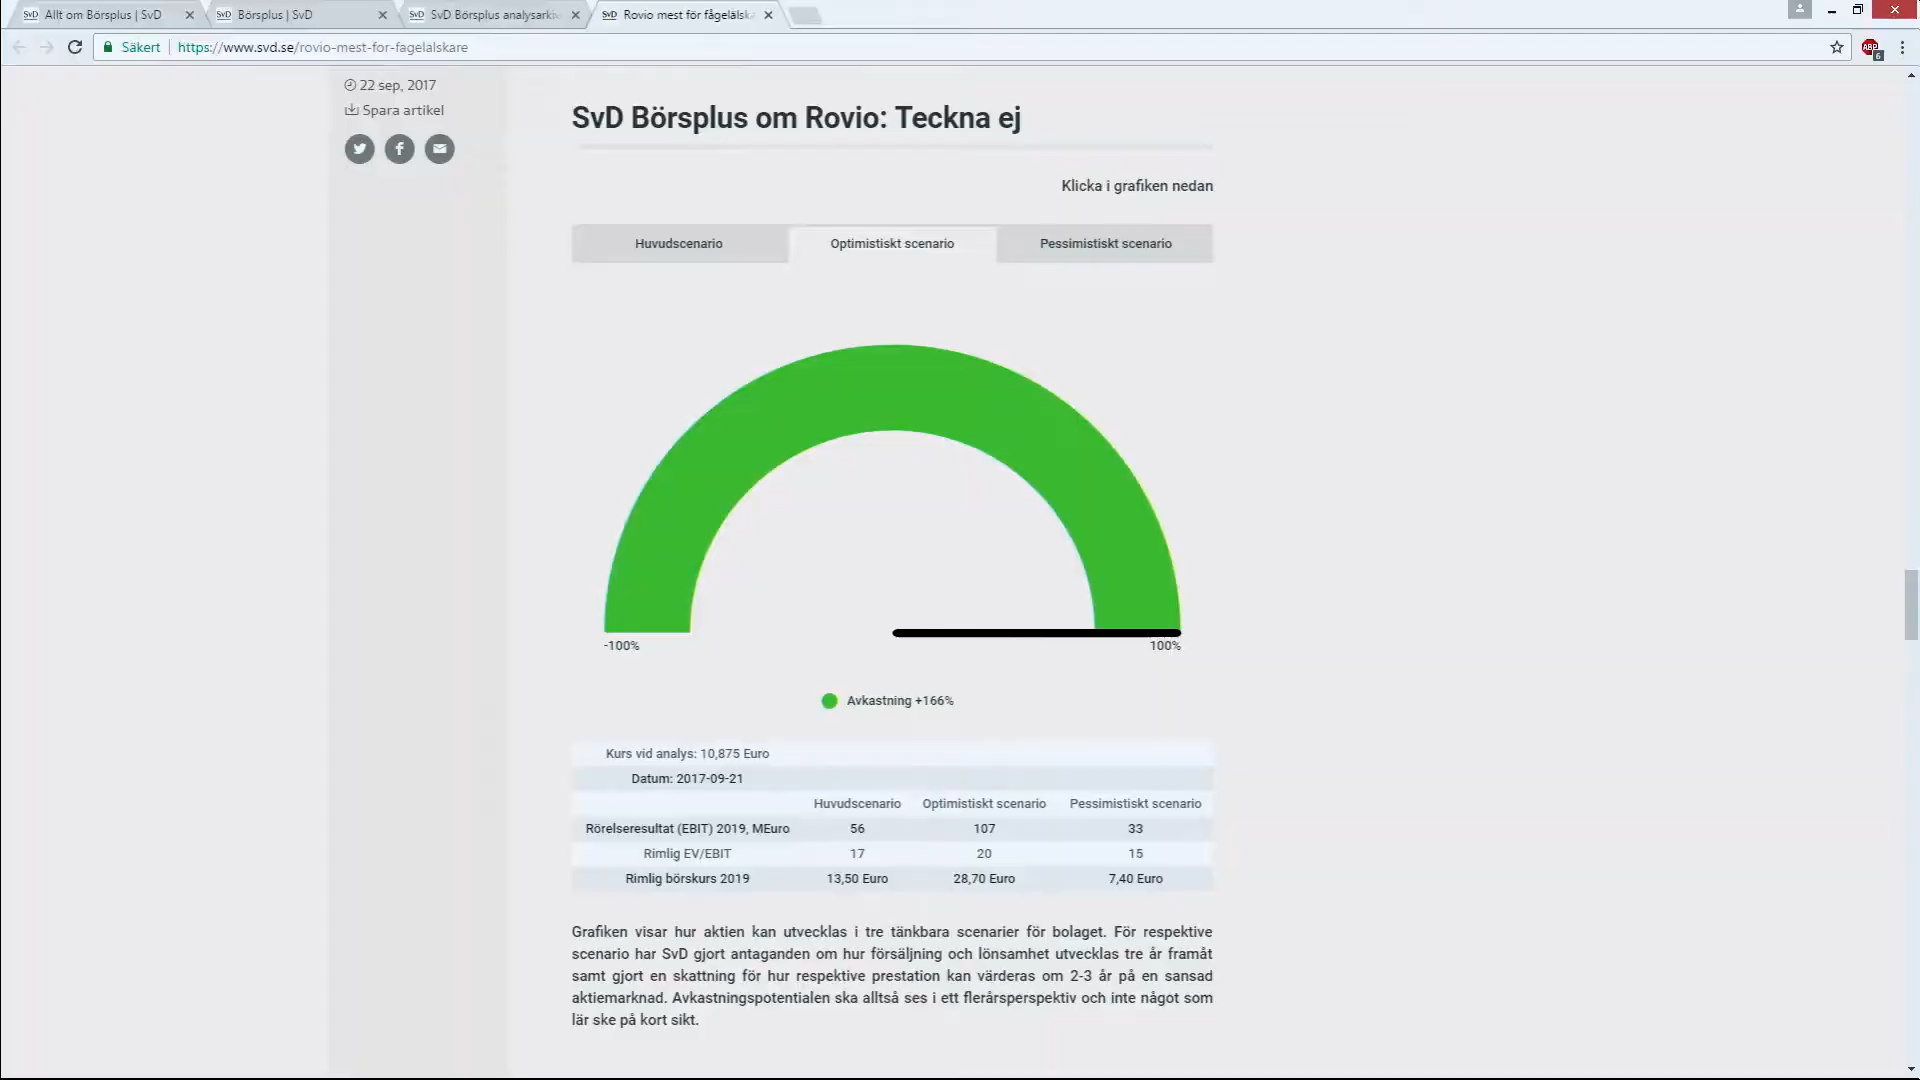 SvD Allt om Börsplus | SvD
SvD Börsplus | SvD
SvD SvD Börsplus analysarkiv
SvD Rovio mest för fågelälska
Säkert https://www.svd.se/rovio-mest-for-fagelalskare
ABP
6
22 sep, 2017
Spara artikel
SvD Börsplus om Rovio: Teckna ej
Klicka i grafiken nedan
Huvudscenario Optimistiskt scenario Pessimistiskt scenario
-100% 100%
Avkastning +166%
Kurs vid analys: 10,875 Euro
Datum: 2017-09-21
Huvudscenario Optimistiskt scenario Pessimistiskt scenario
Rörelseresultat (EBIT) 2019, MEuro 56 107 33
Rimlig EV/EBIT 17 20 15
Rimlig börskurs 2019 13,50 Euro 28,70 Euro 7,40 Euro
Grafiken visar hur aktien kan utvecklas i tre tänkbara scenarier för bolaget. För respektive
scenario har SvD gjort antaganden om hur försäljning och lönsamhet utvecklas tre år framåt
samt gjort en skattning för hur respektive prestation kan värderas om 2-3 år på en sansad
aktiemarknad. Avkastningspotentialen ska alltså ses i ett flerårsperspektiv och inte något som
lär ske på kort sikt.